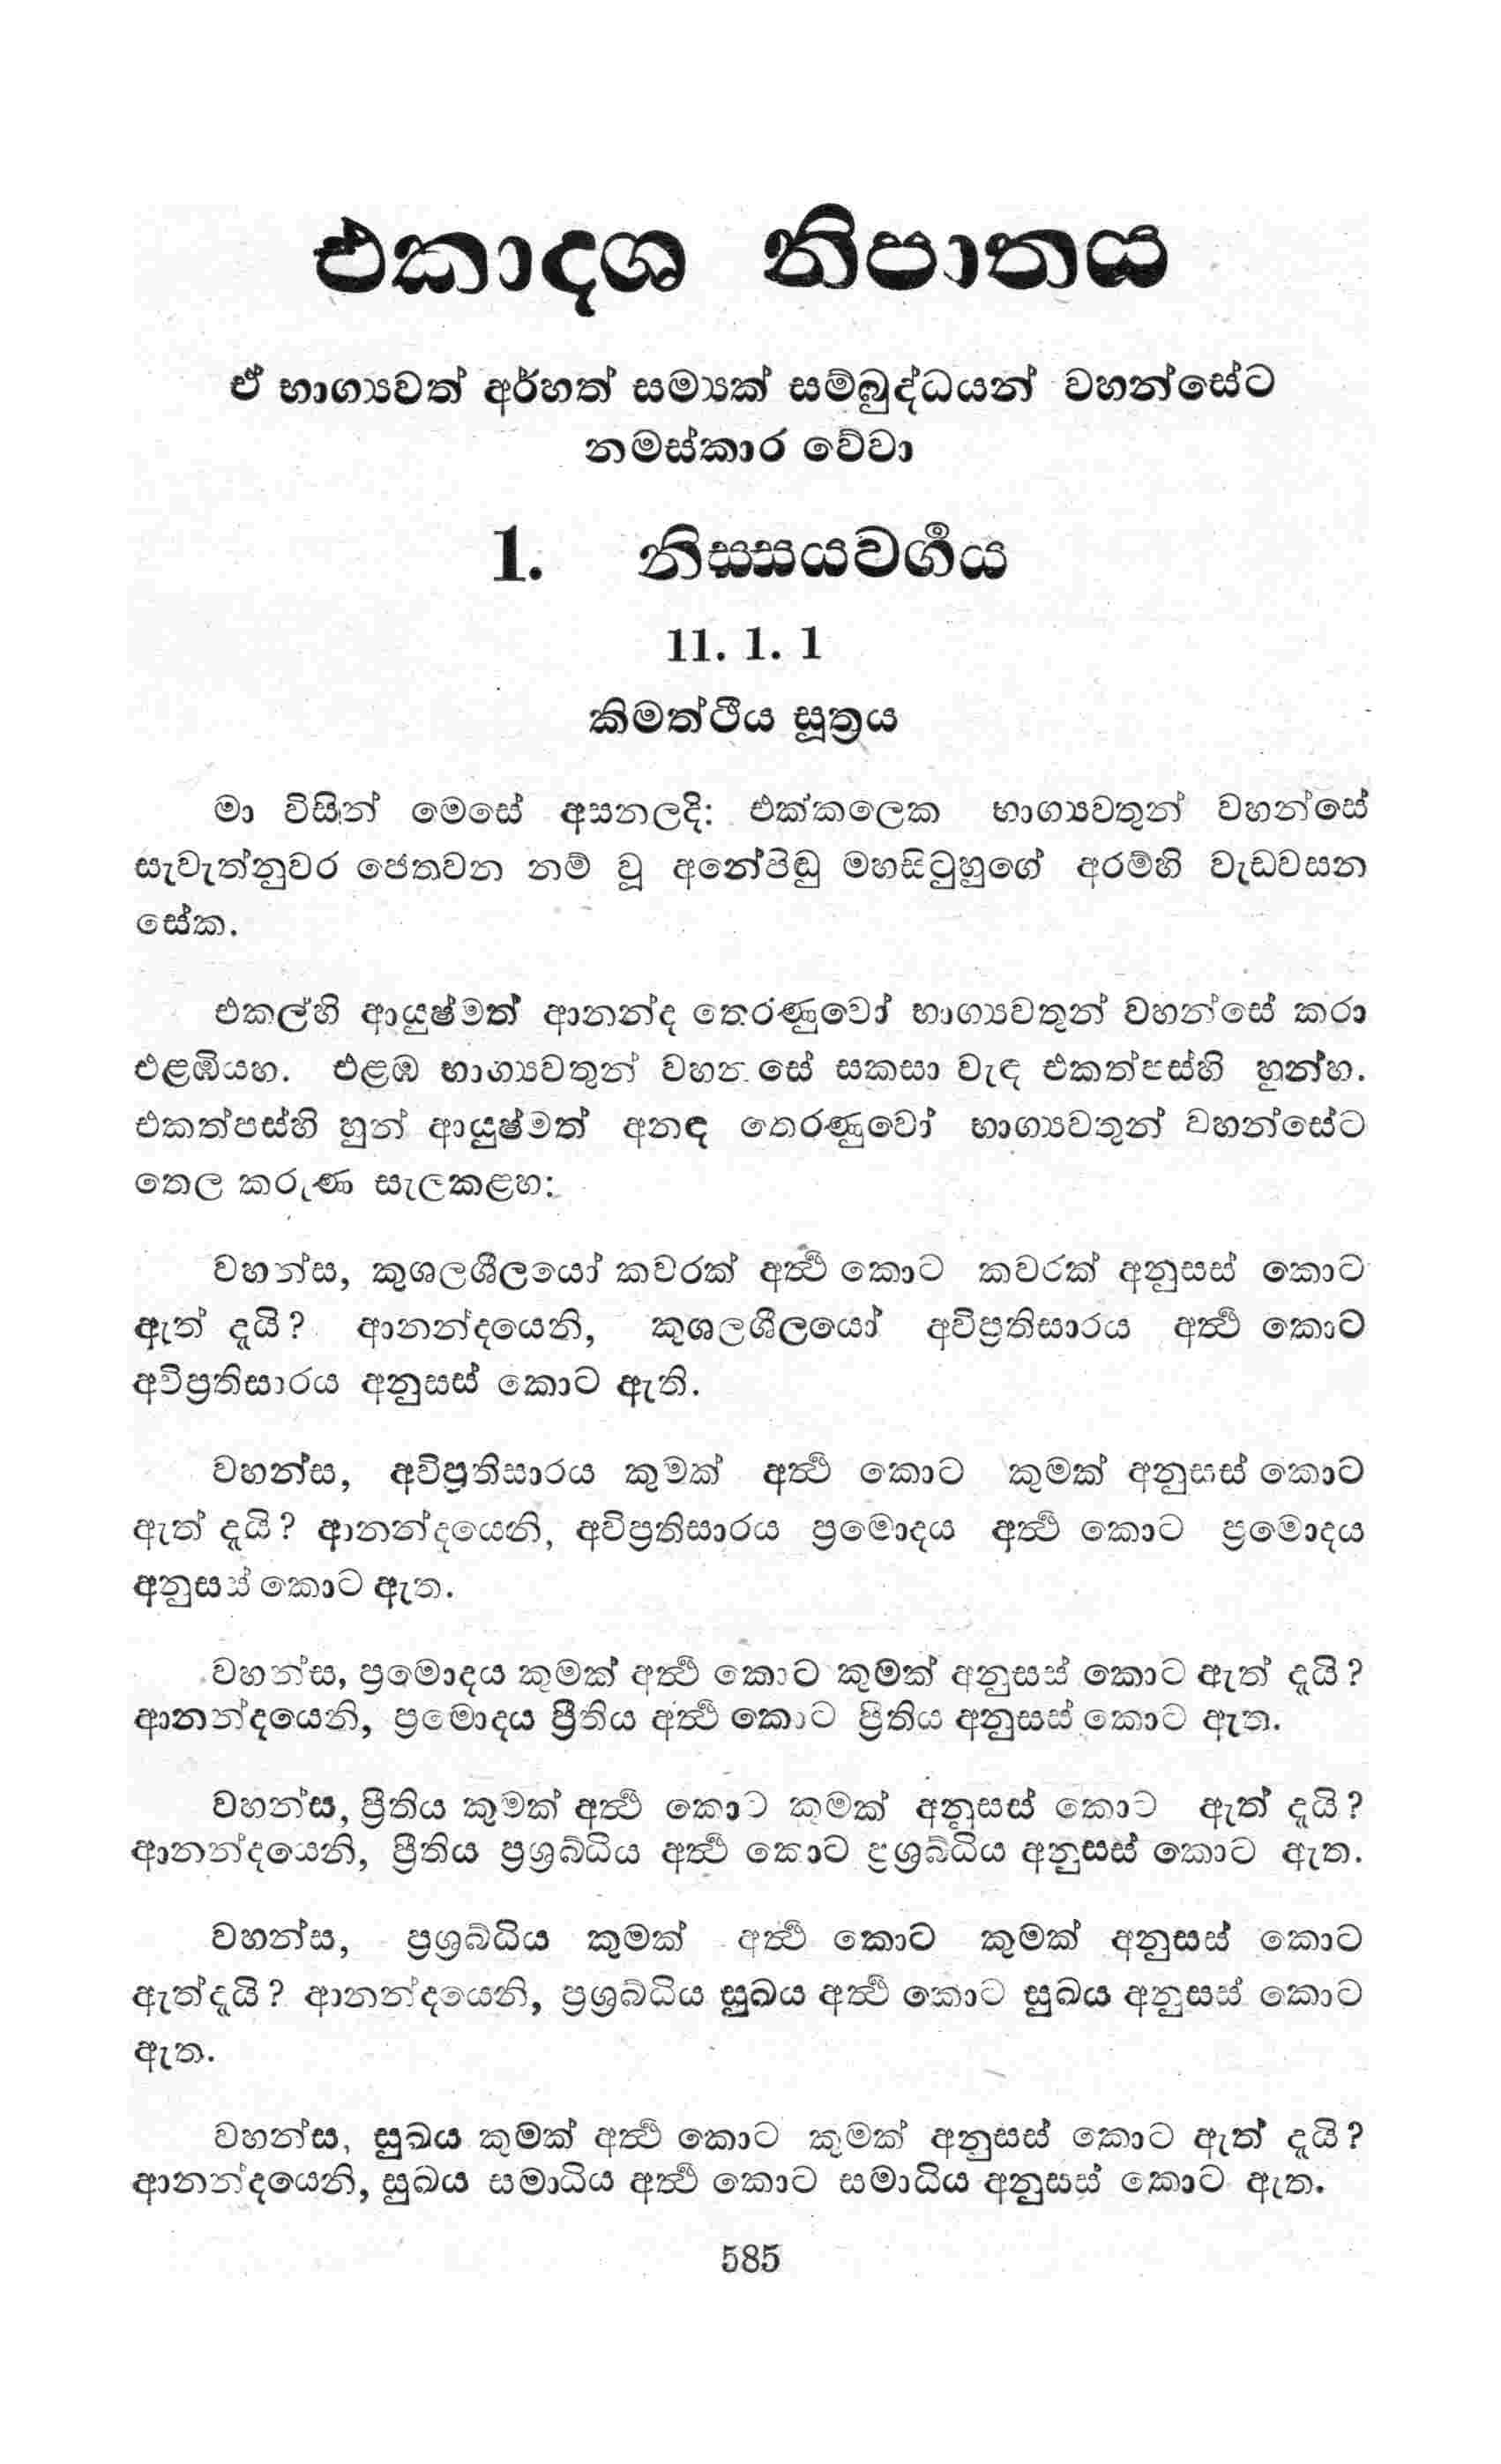 එකාදශ නිපාතය
ඒ භාග්‍යවත් අර්හත් සම්‍යක් සම්බුද්ධයන් වහන්සේට
නමස්කාර වේවා
1. නිස‍්සයවර්‍ගය
11. 1. 1
කිමත්ථිය සූත්‍රය
මා විසින් මෙසේ අසනලදි: එක්කලෙක භාග්‍යවතුන් වහන්සේ
සැවැත්නුවර ජෙතවන නම් වූ අනේපිඬු මහසිටුහුගේ අරම්හි වැඩවසන
සේක.
එකල්හි ආයුෂ්මත් ආනන්ද තෙරණුවෝ භාග්‍යවතුන් වහන්සේ කරා
එළඹියහ. එළඹ භාග්‍යවතුන් වහන්සේ සකසා වැඳ එකත්පස්හි හුන්හ.
එකත්පස්හි හුන් ආයුෂ්මත් අනඳ තෙරණුවෝ භාග්‍යවතුන් වහන්සේට
තෙල කරුණ සැලකළහ:
වහන්ස, කුශලශීලයෝ කවරක් අර්‍ත්‍ථ කොට කවරක් අනුසස් කොට
ඇත් දැයි? ආනන්දයෙනි, කුශලශීලයෝ අවිප්‍රතිසාරය අර්‍ත්‍ථ කොට
අවිප්‍රතිසාරය අනුසස් කොට ඇති.
වහන්ස, අවිප්‍රතිසාරය කුමක් අර්‍ත්‍ථ කොට කුමක් අනුසස් කොට
ඇත් දැයි? ආනන්දයෙනි, අවිප්‍රතිසාරය ප්‍රමොදය අර්‍ත්‍ථ කොට ප්‍රමොදය
අනුසස් කොට ඇත.
වහන්ස, ප්‍රමොදය කුමක් අර්‍ත්‍ථ කොට කුමක් අනුසස් කොට ඇත් දැයි?
ආනන්දයෙනි, ප්‍රමොදය ප්‍රීතිය අර්‍ත්‍ථ කොට ප්‍රීතිය අනුසස් කොට ඇත.
වහන්ස, ප්‍රීතිය කුමක් අර්‍ත්‍ථ කොට කුමක් අනුසස් කොට ඇත් දැයි?
ආනන්දයෙනි, ප්‍රීතිය ප්‍රශ්‍රබ්ධිය අර්‍ත්‍ථ කොට ප්‍රශ්‍රබ්ධිය අනුසස් කොට ඇත.
වහන්ස, ප්‍රශ්‍රබ්ධිය කුමක් අර්‍ත්‍ථ කොට කුමක් අනුසස් කොට
ඇත්දැයි? ආනන්දයෙනි, ප්‍රශ්‍රබ්ධිය සුඛය අර්‍ත්‍ථ කොට සුඛය අනුසස් කොට
ඇත.
වහන්ස, සුඛය කුමක් අර්‍ත්‍ථ කොට කුමක් අනුසස් කොට ඇත් දැයි?
ආනන්දයෙනි, සුඛය සමාධිය අර්‍ත්‍ථ කොට සමාධිය අනුසස් කොට ඇත.
585